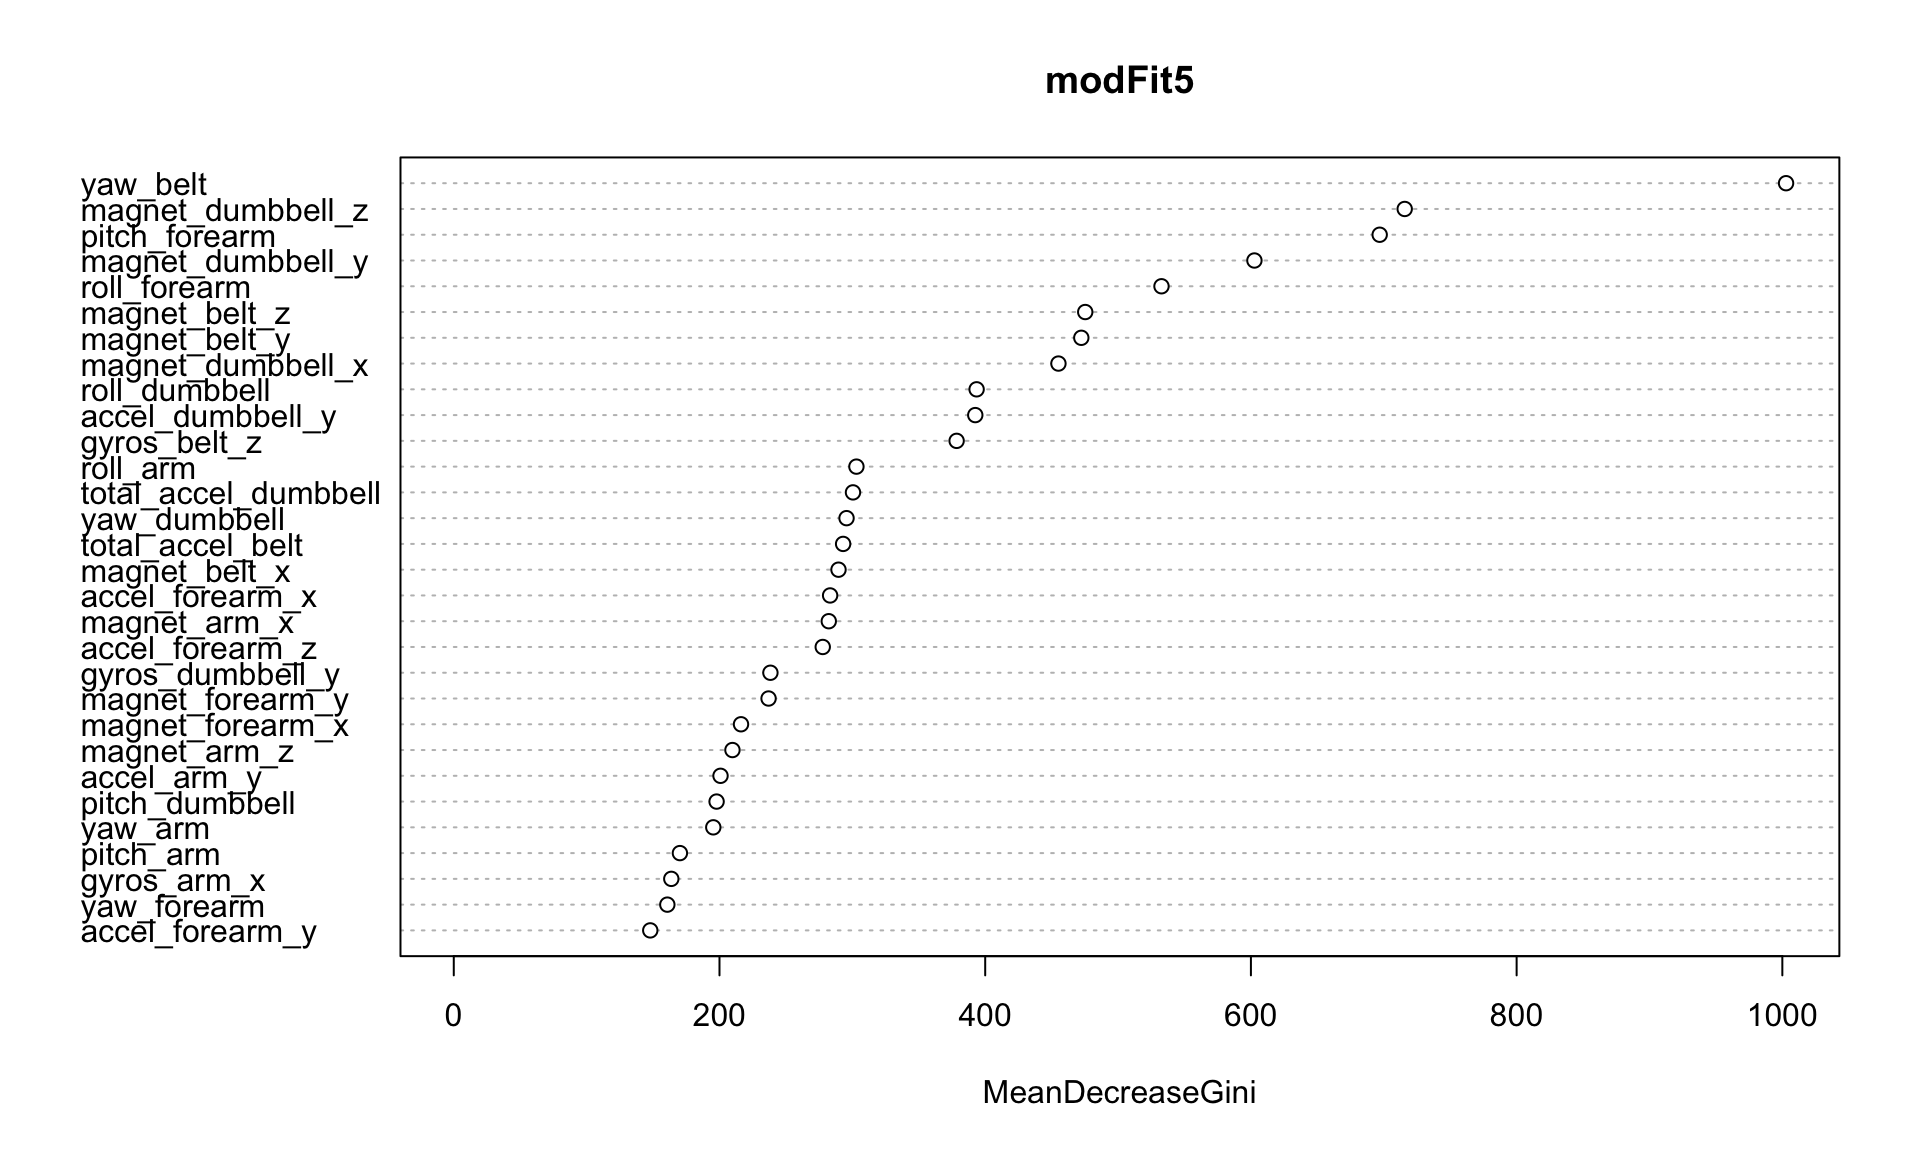 modFit5
yaw_belt
magnet_dumbbell_z
pitch_forearm
magnet_dumbbell_y
roll_forearm
magnet_belt_z
magnet_belt_y
magnet_dumbbell_x
roll_dumbbell
accel_dumbbell_y
gyros_belt_z
roll_arm
total_accel_dumbbell
yaw_dumbbell
total_accel_belt
magnet_belt_x
accel_forearm_x
magnet_arm_x
accel_forearm_z
gyros_dumbbell_y
magnet_forearm_y
magnet_forearm_x
magnet_arm_z
accel_arm_y
pitch_dumbbell
yaw_arm
pitch_arm
gyros_arm_x
yaw_forearm
accel_forearm_y
0 200 400 600 800 1000
MeanDecreaseGini